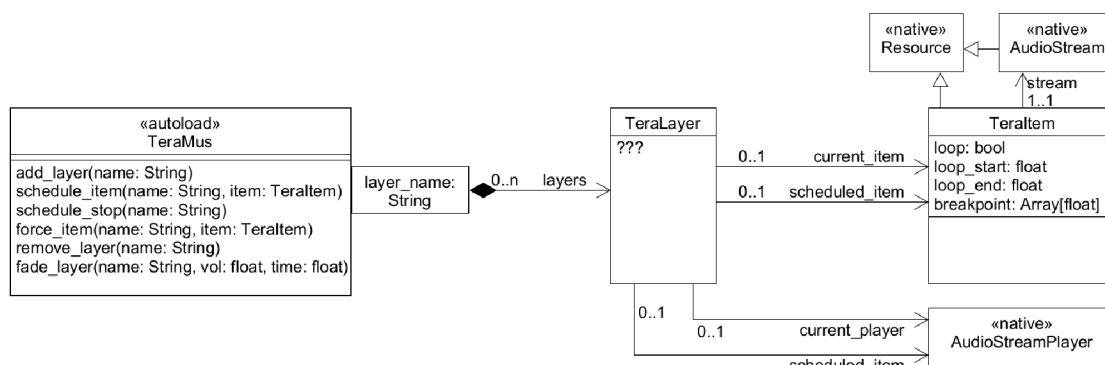 «native»
Resource
«native»
AudioStream
stream
1..1
«autoload»
TeraMus
add_layer(name: String)
schedule_item(name: String, item: TeraItem)
schedule_stop(name: String)
force_item(name: String, item: TeraItem)
remove_layer(name: String)
fade_layer(name: String, vol: float, time: float)
layer_name:
String
0..n layers
TeraLayer
???
0..1 current_item
0..1 scheduled_item
TeraItem
loop: bool
loop_start: float
loop_end: float
breakpoint: Array[float]
0..1
0..1 current_player
scheduled_item
«native»
AudioStreamPlayer